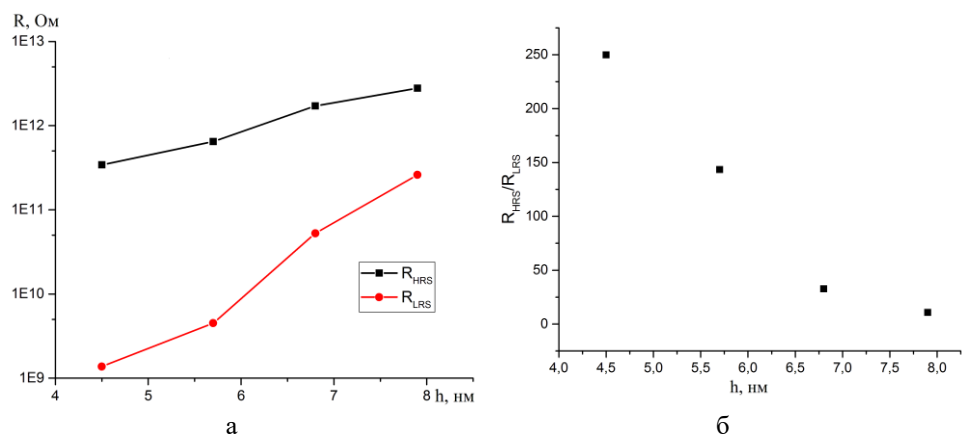 R, Ом
1E13
1E12
1E11
1E10
1E9
4 5 6 7 8 h, нм
R_HRS
R_LRS
а
R_HRS/R_LRS
250
200
150
100
50
0
4,0 4,5 5,0 5,5 6,0 6,5 7,0 7,5 8,0
h, нм
б